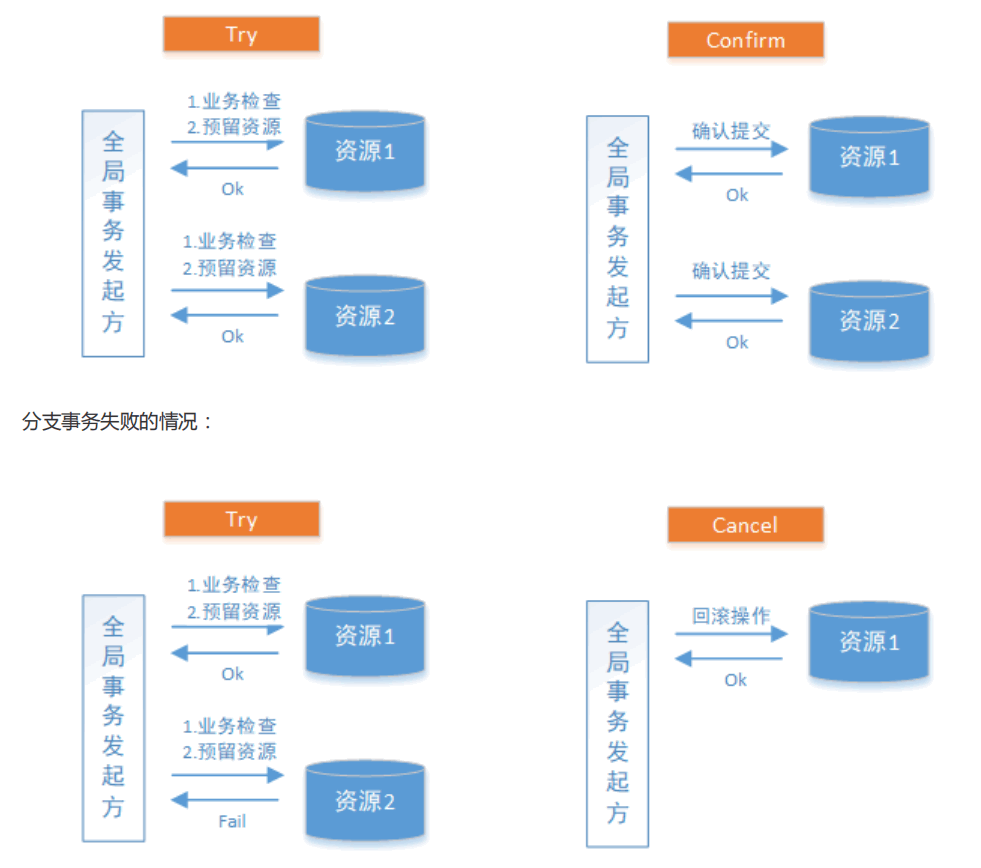 Try
1.业务检查
2.预留资源
全局事务发起方
资源1
Ok
1.业务检查
2.预留资源
资源2
Ok
Confirm
确认提交
全局事务发起方
资源1
Ok
确认提交
资源2
Ok
分支事务失败的情况：
Try
1.业务检查
2.预留资源
全局事务发起方
资源1
Ok
1.业务检查
2.预留资源
资源2
Fail
Cancel
回滚操作
全局事务发起方
资源1
Ok